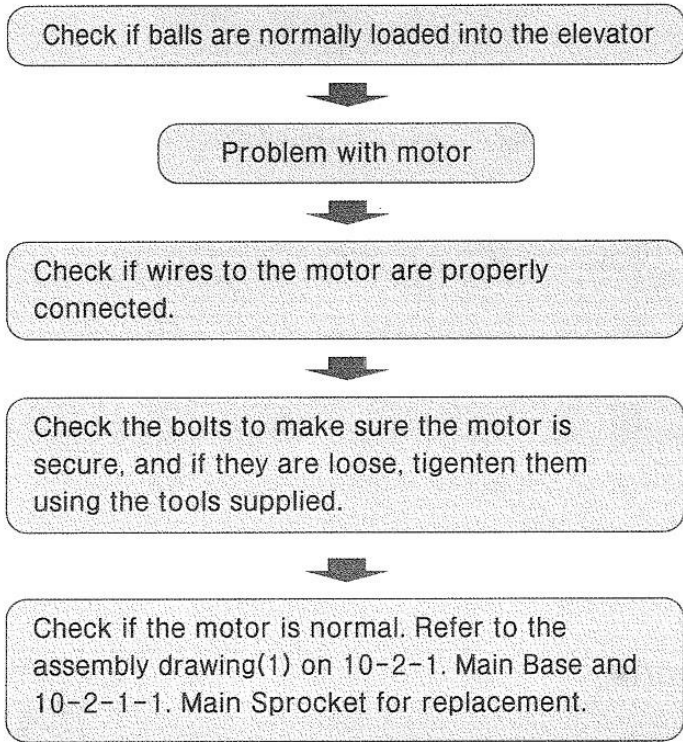 Check if balls are normally loaded into the elevator
Problem with motor
Check if wires to the motor are properly
connected.
Check the bolts to make sure the motor is
secure, and if they are loose, tigenten them
using the tools supplied.
Check if the motor is normal. Refer to the
assembly drawing(1) on 10-2-1. Main Base and
10-2-1-1. Main Sprocket for replacement.